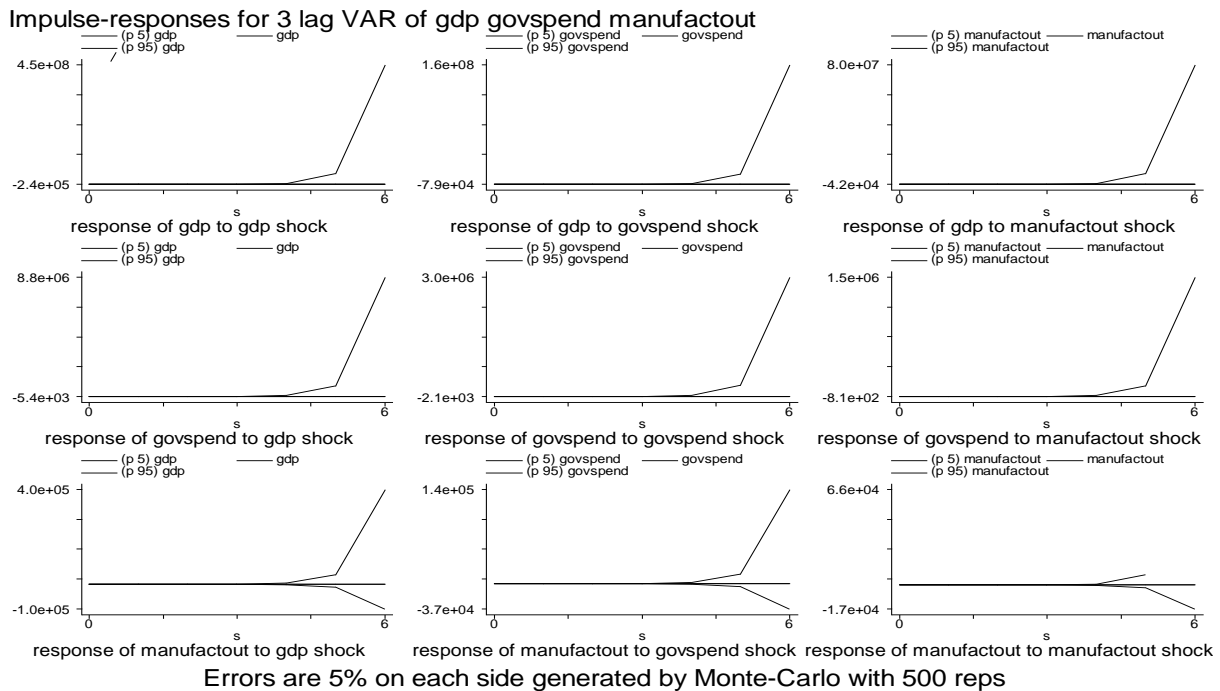 Impulse-responses for 3 lag VAR of gdp govspend manufactout
(p 5) gdp gdp
(p 95) gdp
4.5e+08
-2.4e+05
0 6
s
response of gdp to gdp shock
(p 5) govspend govspend
(p 95) govspend
1.6e+08
-7.9e+04
0 6
s
response of gdp to govspend shock
(p 5) manufactout manufactout
(p 95) manufactout
8.0e+07
-4.2e+04
0 6
s
response of gdp to manufactout shock
(p 5) gdp gdp
(p 95) gdp
8.8e+06
-5.4e+03
0 6
s
response of govspend to gdp shock
(p 5) govspend govspend
(p 95) govspend
3.0e+06
-2.1e+03
0 6
s
response of govspend to govspend shock
(p 5) manufactout manufactout
(p 95) manufactout
1.5e+06
-8.1e+02
0 6
s
response of govspend to manufactout shock
(p 5) gdp gdp
(p 95) gdp
4.0e+05
-1.0e+05
0 6
s
response of manufactout to gdp shock
(p 5) govspend govspend
(p 95) govspend
1.4e+05
-3.7e+04
0 6
s
response of manufactout to govspend shock
(p 5) manufactout manufactout
(p 95) manufactout
6.6e+04
-1.7e+04
0 6
s
response of manufactout to manufactout shock
Errors are 5% on each side generated by Monte-Carlo with 500 reps